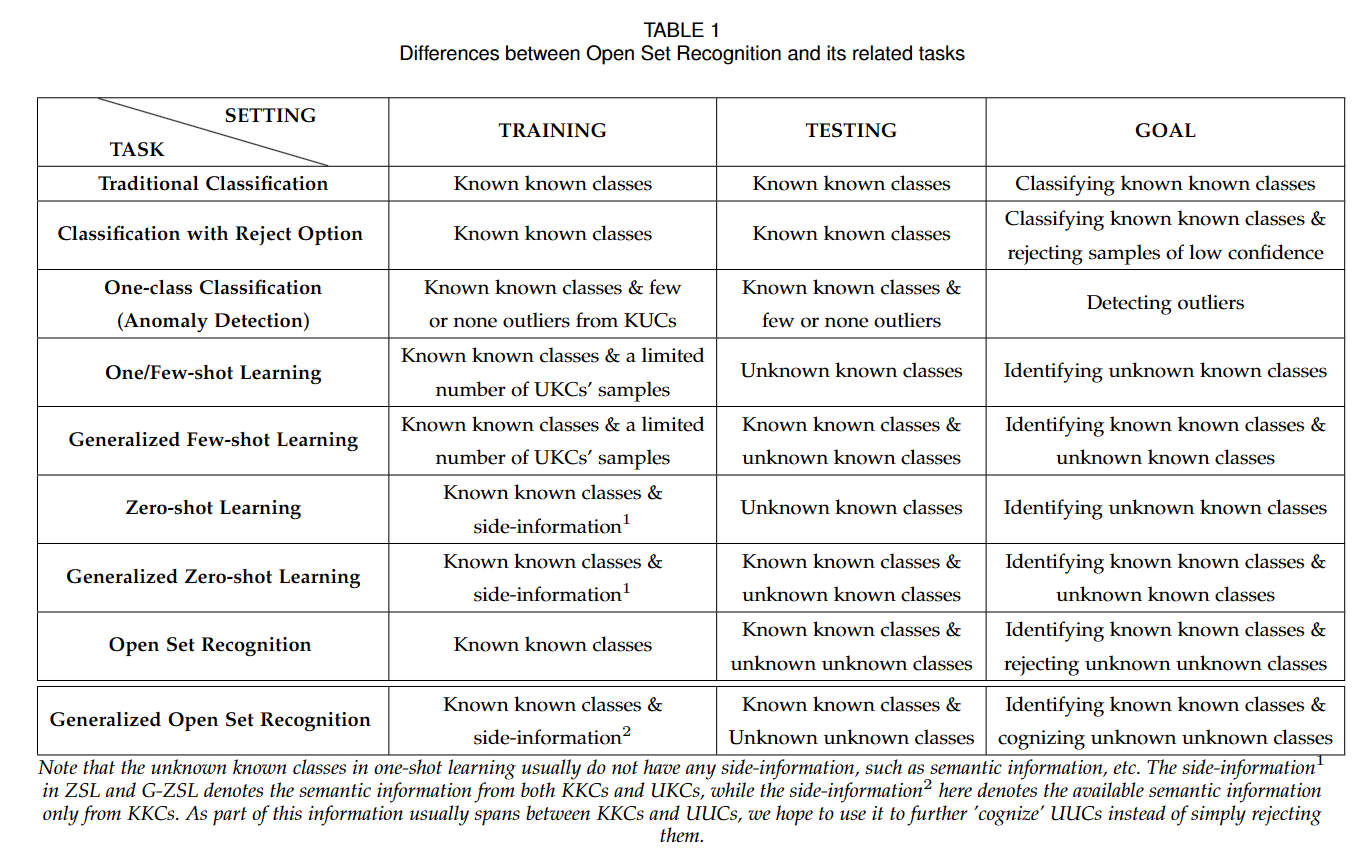 TABLE 1
Differences between Open Set Recognition and its related tasks
SETTING
TASK
TRAINING
TESTING
GOAL
Traditional Classification
Known known classes
Known known classes
Classifying known known classes
Classification with Reject Option
Known known classes
Known known classes
Classifying known known classes &
rejecting samples of low confidence
One-class Classification
(Anomaly Detection)
Known known classes & few
or none outliers from KUCs
Known known classes &
few or none outliers
Detecting outliers
One/Few-shot Learning
Known known classes & a limited
number of UKCs' samples
Unknown known classes
Identifying unknown known classes
Generalized Few-shot Learning
Known known classes & a limited
number of UKCs' samples
Known known classes &
unknown known classes
Identifying known known classes &
unknown known classes
Zero-shot Learning
Known known classes &
side-information1
Unknown known classes
Identifying unknown known classes
Generalized Zero-shot Learning
Known known classes &
side-information1
Known known classes &
unknown known classes
Identifying known known classes &
unknown known classes
Open Set Recognition
Known known classes
Known known classes &
unknown unknown classes
Identifying known known classes &
rejecting unknown unknown classes
Generalized Open Set Recognition
Known known classes &
side-information2
Known known classes &
Unknown unknown classes
Identifying known known classes &
cognizing unknown unknown classes
Note that the unknown known classes in one-shot learning usually do not have any side-information, such as semantic information, etc. The side-information1
in ZSL and G-ZSL denotes the semantic information from both KKCs and UKCs, while the side-information2 here denotes the available semantic information
only from KKCs. As part of this information usually spans between KKCs and UUCs, we hope to use it to further 'cognize' UUCs instead of simply rejecting
them.